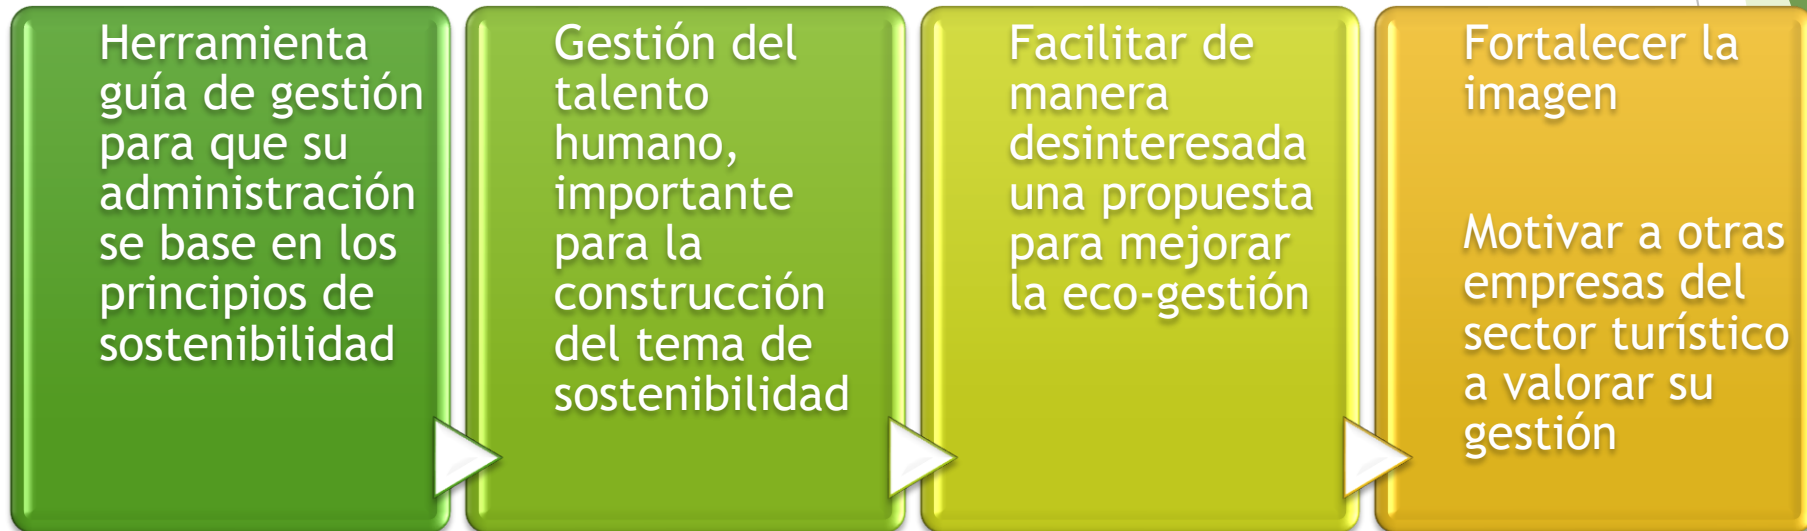 Herramienta
guía de gestión
para que su
administración
se base en los
principios de
sostenibilidad
Gestión del
talento
humano,
importante
para la
construcción
del tema de
sostenibilidad
Facilitar de
manera
desinteresada
una propuesta
para mejorar
la eco-gestión
Fortalecer la
imagen
Motivar a otras
empresas del
sector turístico
a valorar su
gestión